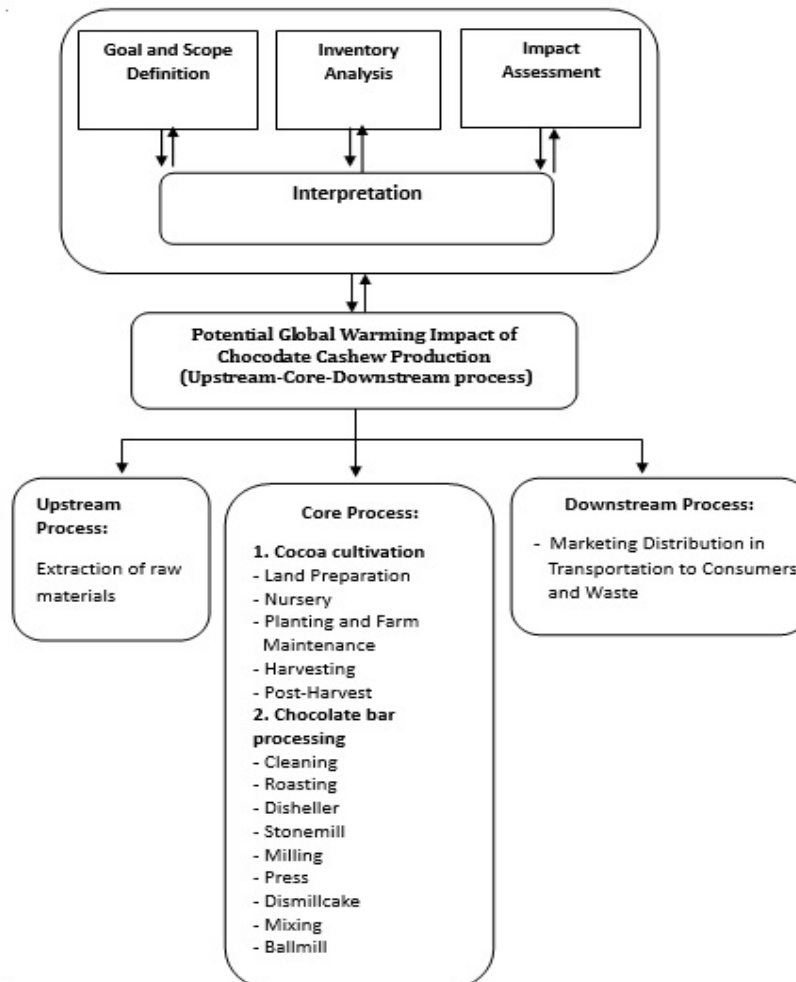 Goal and Scope
Definition
Inventory
Analysis
Impact
Assessment
Interpretation
Potential Global Warming Impact of
Chocodate Cashew Production
(Upstream-Core-Downstream process)
Upstream
Process:
Extraction of raw
materials
Core Process:
1. Cocoa cultivation
- Land Preparation
- Nursery
- Planting and Farm
Maintenance
- Harvesting
- Post-Harvest
2. Chocolate bar
processing
- Cleaning
- Roasting
- Disheller
- Stonemill
- Milling
- Press
- Dismillcake
- Mixing
- Ballmill
Downstream Process:
- Marketing Distribution in
Transportation to Consumers
and Waste